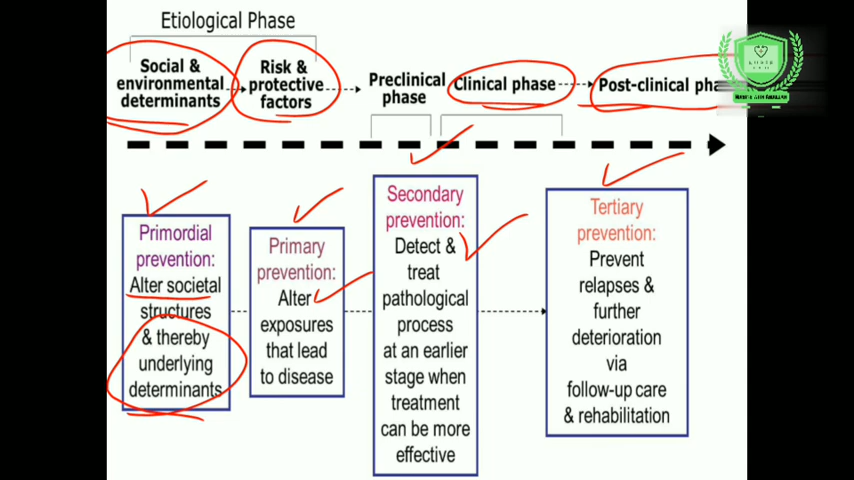 Etiological Phase
Social &
environmental
determinants
Risk &
protective
factors
Preclinical
phase
Clinical phase
Post-clinical pha
Primordial
prevention:
Alter societal
structures
& thereby
underlying
determinants
Primary
prevention:
Alter
exposures
that lead
to disease
Secondary
prevention:
Detect &
treat
pathological
process
at an earlier
stage when
treatment
can be more
effective
Tertiary
prevention:
Prevent
relapses &
further
deterioration
via
follow-up care
& rehabilitation